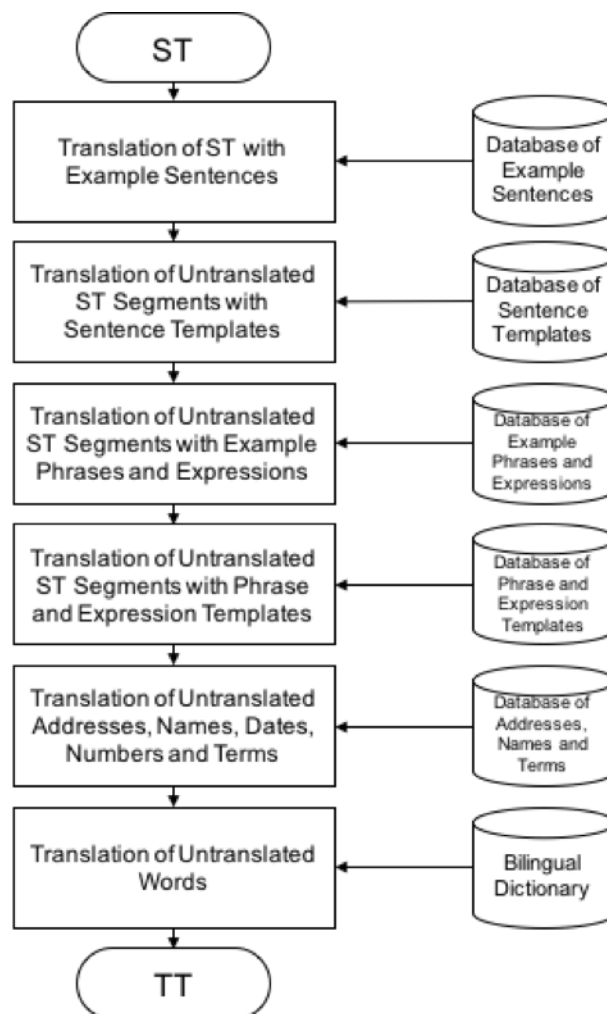 ST
Translation of ST with
Example Sentences
Database of
Example
Sentences
Translation of Untranslated
ST Segments with
Sentence Templates
Database of
Sentence
Templates
Translation of Untranslated
ST Segments with Example
Phrases and Expressions
Database of
Example
Phrases and
Expressions
Translation of Untranslated
ST Segments with Phrase
and Expression Templates
Database of
Phrase and
Expression
Templates
Translation of Untranslated
Addresses, Names, Dates,
Numbers and Terms
Database of
Addresses,
Names and
Terms
Translation of Untranslated
Words
Bilingual
Dictionary
TT